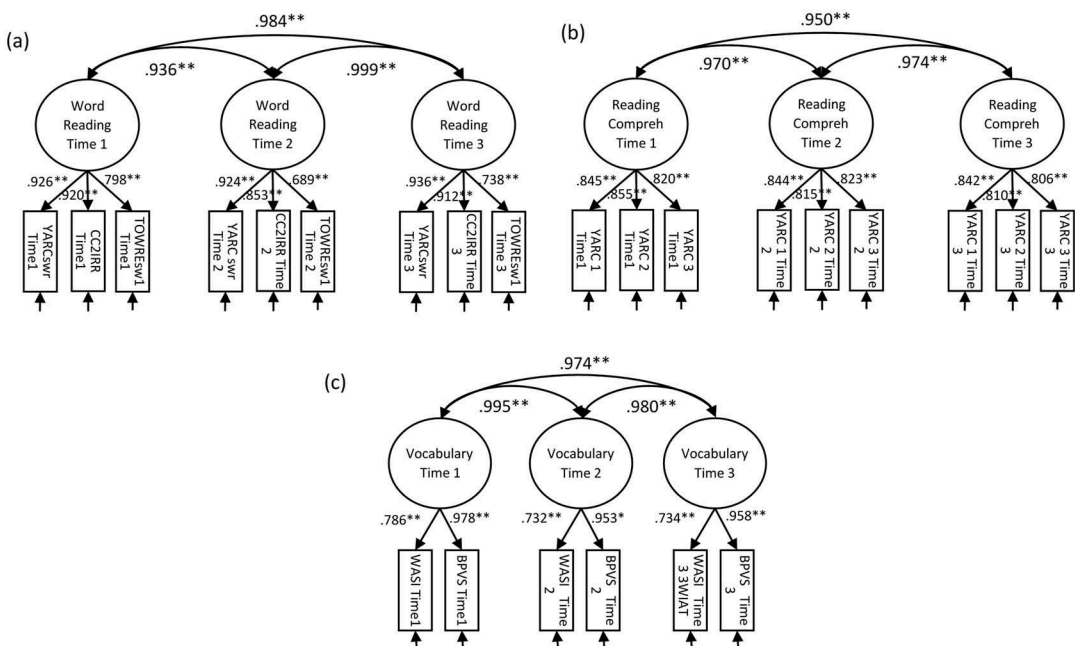 (a)
.984**
.936**
.999**
Word
Reading
Time 1
Word
Reading
Time 2
Word
Reading
Time 3
.926**
.920**
.798**
.924**
.853**
.689**
.936**
.912**
.738**
YARCswr
Time1
CC2IRR
Time1
TOWREsw1
Time1
YARC swr
Time 2
CC2IRR Time
2
TOWREsw1
Time 2
YARCswr
Time 3
CC2IRR Time
3
TOWREsw1
Time 3
(b)
.950**
.970**
.974**
Reading
Compreh
Time 1
Reading
Compreh
Time 2
Reading
Compreh
Time 3
.845**
.855**
.820**
.844**
.815**
.823**
.842**
.810**
.806**
YARC 1
Time1
YARC 2
Time1
YARC 3
Time1
YARC 1 Time
2
YARC 2 Time
2
YARC 3 Time
2
YARC 1 Time
3
YARC 2 Time
3
YARC 3 Time
3
(c)
.974**
.995**
.980**
Vocabulary
Time 1
Vocabulary
Time 2
Vocabulary
Time 3
.786**
.978**
.732**
.953*
.734**
.958**
WASI Time1
BPVS Time1
WASI Time
2
BPVS Time
2
WASI Time
3 3WIAT
BPVS Time
3